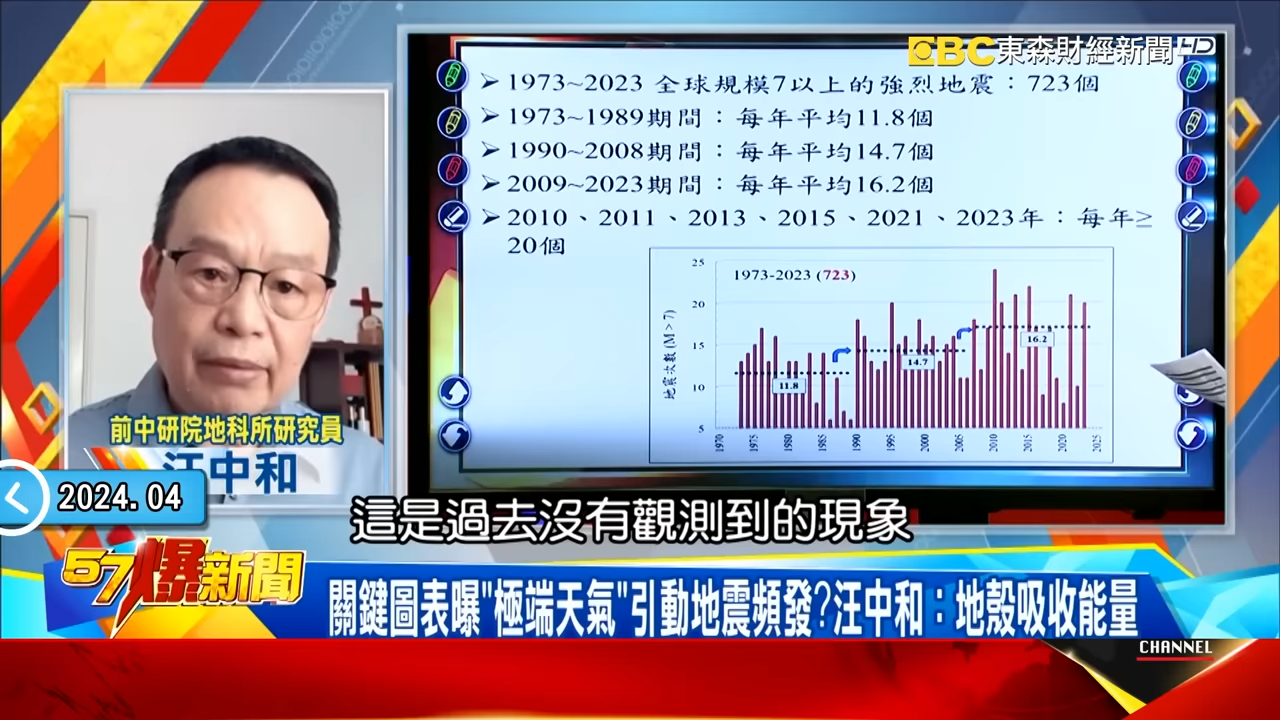 EBC 東森財經新聞 HD
➢ 1973~2023 全球規模7以上的強烈地震：723個
➢ 1973~1989期間：每年平均11.8個
➢ 1990~2008期間：每年平均14.7個
➢ 2009~2023期間：每年平均16.2個
➢ 2010、2011、2013、2015、2021、2023年：每年≥
20個
1973-2023 (723)
地震次數 (M > 7)
25
20
15
10
5
11.8
14.7
16.2
1970 1975 1980 1985 1990 1995 2000 2005 2010 2015 2020 2025
前中研院地科所研究員
汪中和
2024.04
這是過去沒有觀測到的現象
57爆新聞
關鍵圖表曝"極端天氣"引動地震頻發?汪中和：地殼吸收能量
CHANNEL